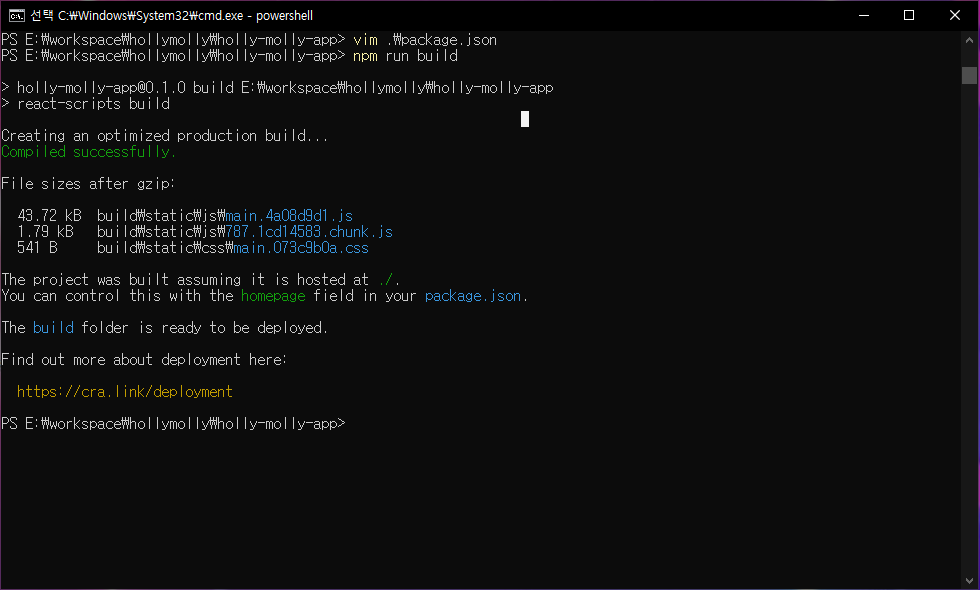 선택 C:₩Windows₩System32₩cmd.exe - powershell
PS E:₩workspace₩hollymolly₩holly-molly-app> vim .₩package.json
PS E:₩workspace₩hollymolly₩holly-molly-app> npm run build
> holly-molly-app@0.1.0 build E:₩workspace₩hollymolly₩holly-molly-app
> react-scripts build
Creating an optimized production build...
Compiled successfully.
File sizes after gzip:
43.72 kB  build₩static₩js₩main.4a08d9d1.js
1.79 kB  build₩static₩js₩787.1cd14583.chunk.js
541 B  build₩static₩css₩main.073c9b0a.css
The project was built assuming it is hosted at ./.
You can control this with the homepage field in your package.json.
The build folder is ready to be deployed.
Find out more about deployment here:
https://cra.link/deployment
PS E:₩workspace₩hollymolly₩holly-molly-app>